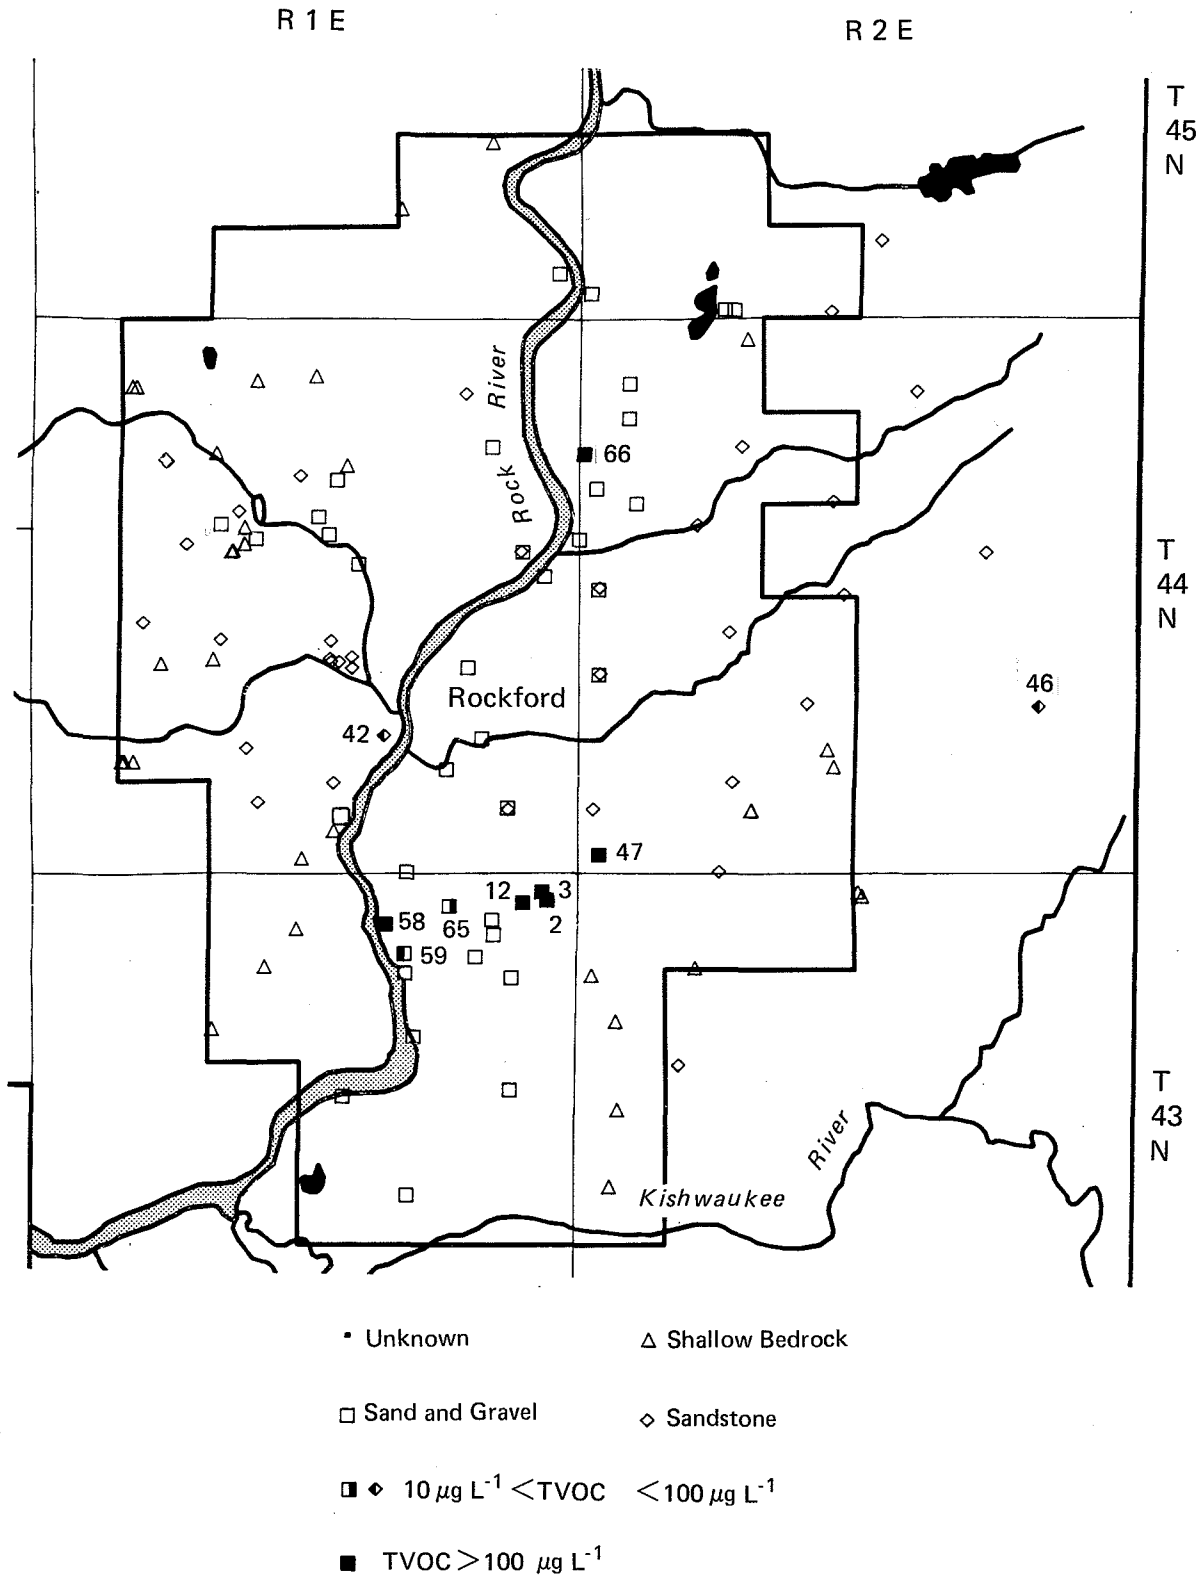 R 1 E
R 2 E
T
45
N
River
Rock
66
T
44
N
46
Rockford
42
47
12
3
2
58
65
59
T
43
N
River
Kishwaukee
Unknown
Shallow Bedrock
Sand and Gravel
Sandstone
10 µg L⁻¹ <TVOC <100 µg L⁻¹
TVOC >100 µg L⁻¹